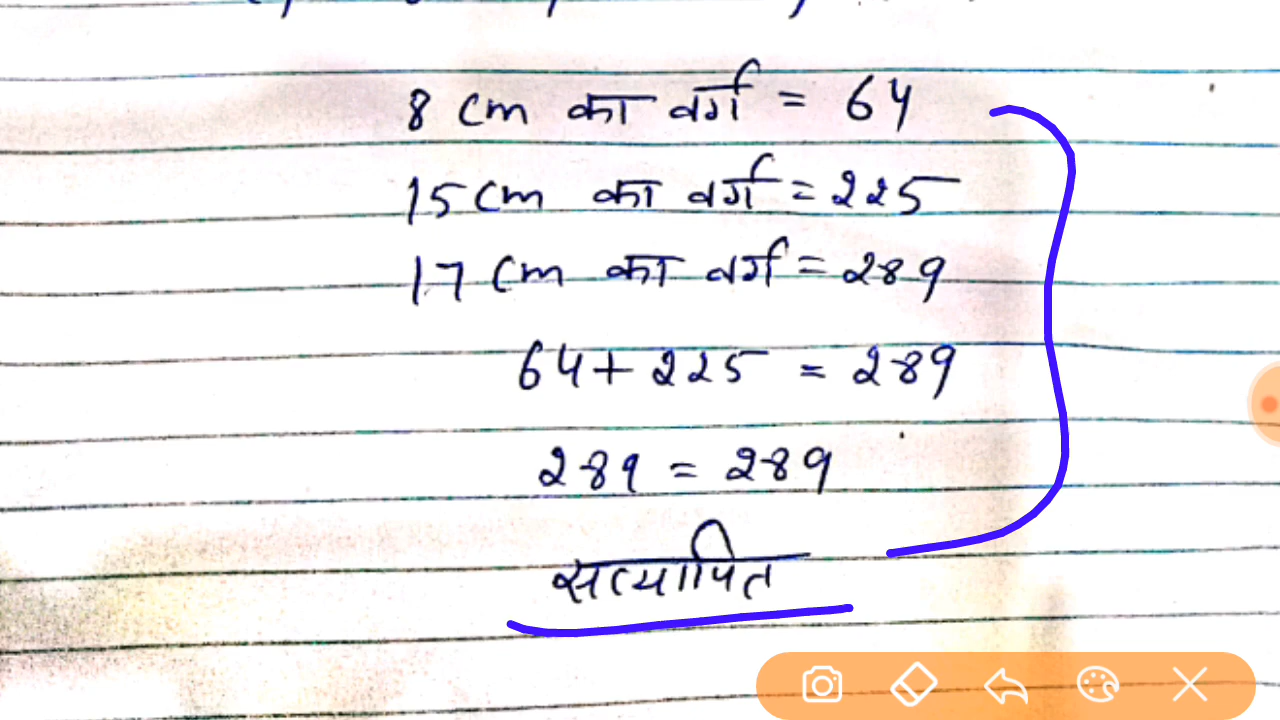 8 cm का वर्ग = 64
15 cm का वर्ग = 225
17 cm का वर्ग = 289
64 + 225 = 289
289 = 289
सत्यापित